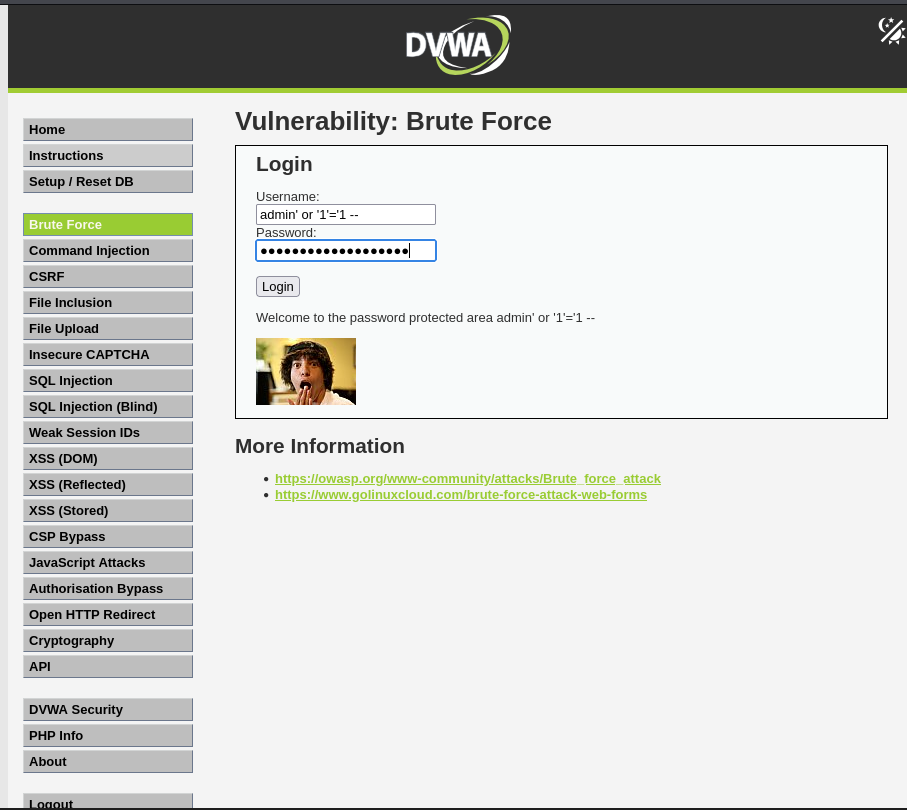 DVWA
Vulnerability: Brute Force
Home
Instructions
Setup / Reset DB
Brute Force
Command Injection
CSRF
File Inclusion
File Upload
Insecure CAPTCHA
SQL Injection
SQL Injection (Blind)
Weak Session IDs
XSS (DOM)
XSS (Reflected)
XSS (Stored)
CSP Bypass
JavaScript Attacks
Authorisation Bypass
Open HTTP Redirect
Cryptography
API
DVWA Security
PHP Info
About
Logout
Login
Username:
admin' or '1'='1 --
Password:
●●●●●●●●●●●●●●●●●●●
Login
Welcome to the password protected area admin' or '1'='1 --
More Information
• https://owasp.org/www-community/attacks/Brute_force_attack
• https://www.golinuxcloud.com/brute-force-attack-web-forms